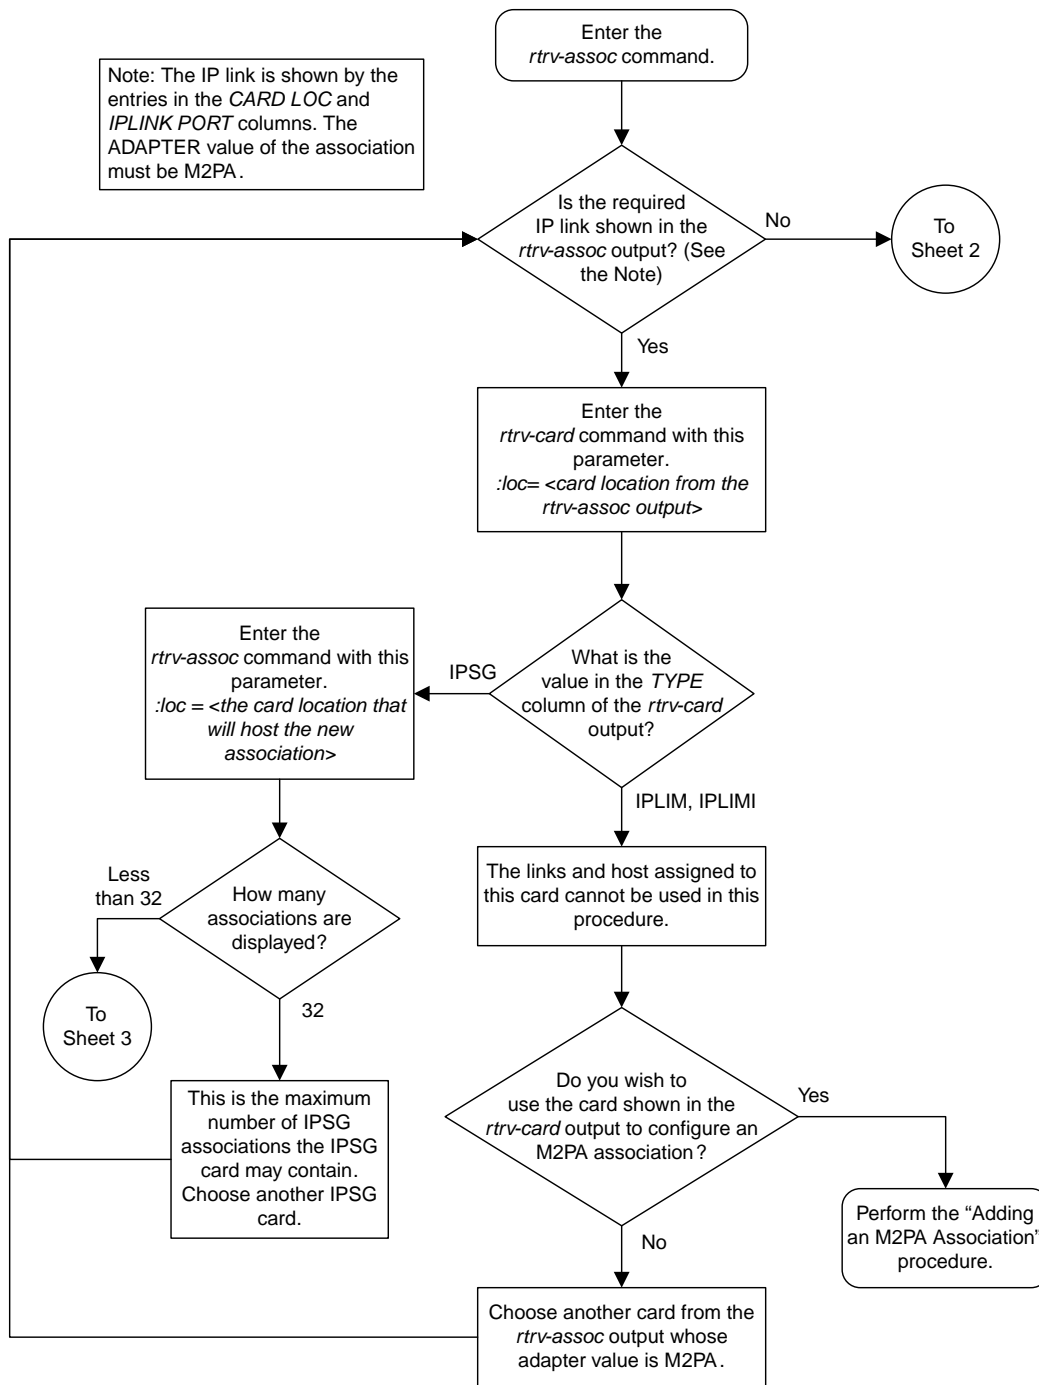 Enter the
rtrv-assoc command.
Note: The IP link is shown by the
entries in the CARD LOC and
IPLINK PORT columns. The
ADAPTER value of the association
must be M2PA.
Is the required
IP link shown in the
rtrv-assoc output? (See
the Note)
No
To
Sheet 2
Yes
Enter the
rtrv-card command with this
parameter.
:loc= <card location from the
rtrv-assoc output>
What is the
value in the TYPE
column of the rtrv-card
output?
IPSG
Enter the
rtrv-assoc command with this
parameter.
:loc = <the card location that
will host the new
association>
IPLIM, IPLIMI
The links and host assigned to
this card cannot be used in this
procedure.
How many
associations are
displayed?
Less
than 32
To
Sheet 3
32
This is the maximum
number of IPSG
associations the IPSG
card may contain.
Choose another IPSG
card.
Do you wish to
use the card shown in the
rtrv-card output to configure an
M2PA association?
Yes
Perform the “Adding
an M2PA Association”
procedure.
No
Choose another card from the
rtrv-assoc output whose
adapter value is M2PA.